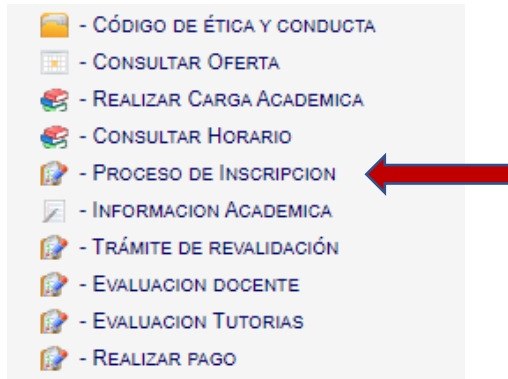 - CÓDIGO DE ÉTICA Y CONDUCTA
- CONSULTAR OFERTA
- REALIZAR CARGA ACADEMICA
- CONSULTAR HORARIO
- PROCESO DE INSCRIPCION
- INFORMACION ACADEMICA
- TRÁMITE DE REVALIDACIÓN
- EVALUACION DOCENTE
- EVALUACION TUTORIAS
- REALIZAR PAGO